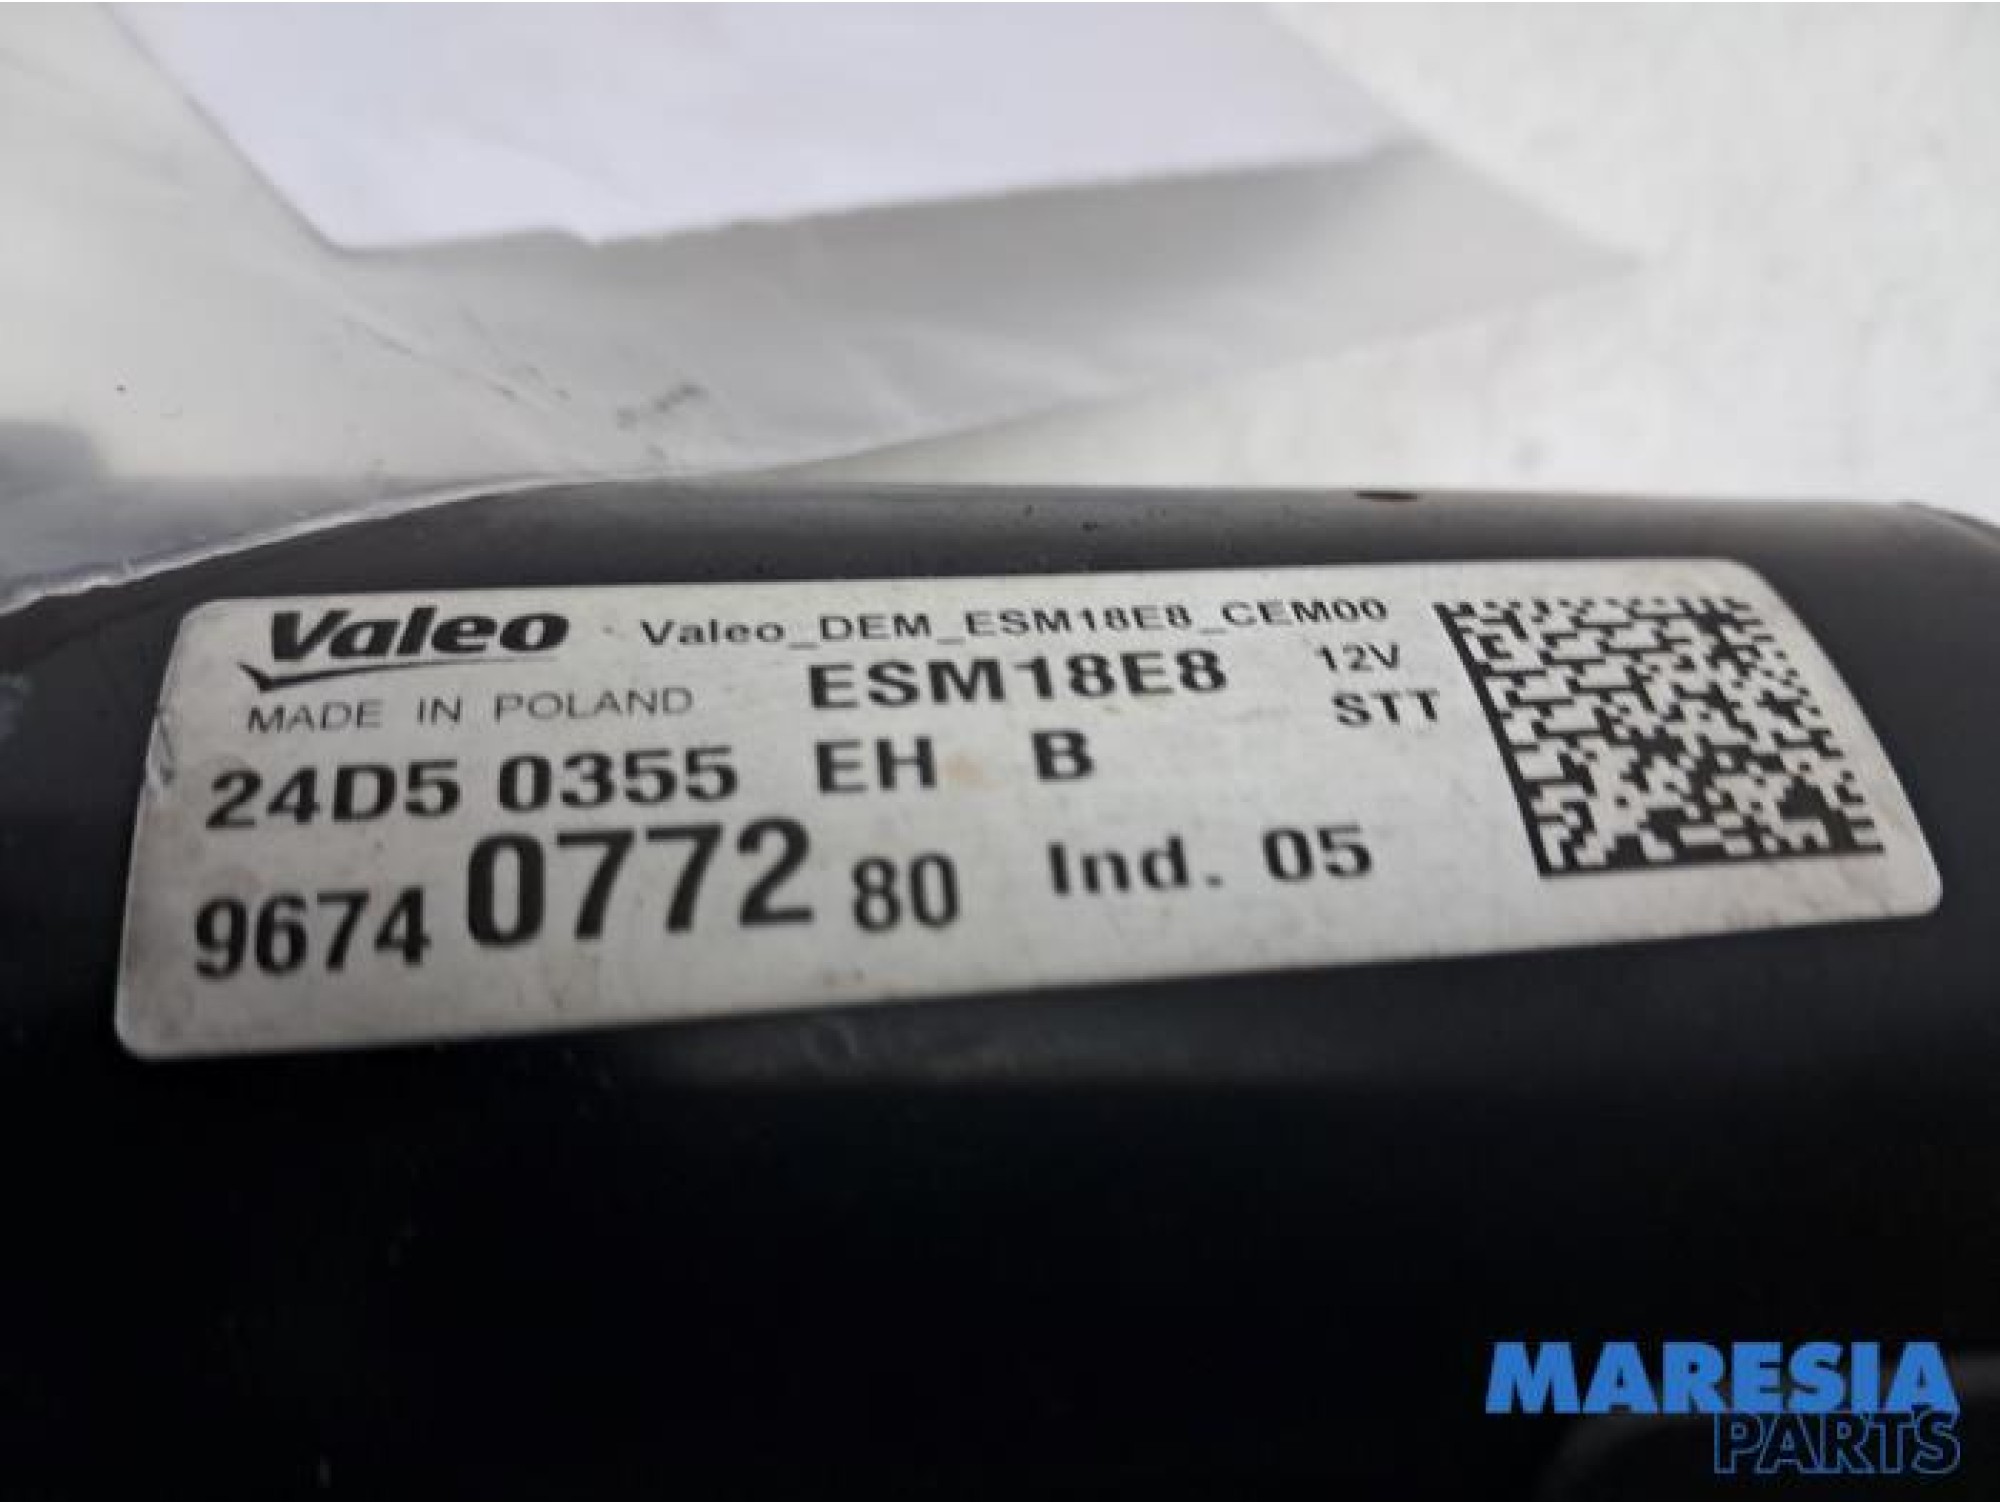 Valeo Valeo_DEM_ESM18E8_CEM00
MADE IN POLAND ESM18E8 12V
STT
24D5 0355 EH B
9674 0772 80 Ind. 05
MARESIA
PARTS